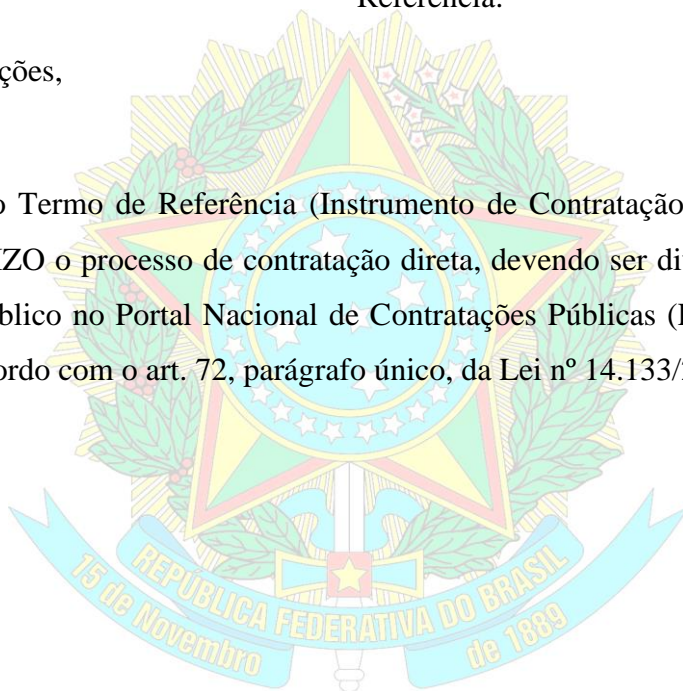 Referência.
ções,
o Termo de Referência (Instrumento de Contratação
IZO o processo de contratação direta, devendo ser di
blico no Portal Nacional de Contratações Públicas (
ordo com o art. 72, parágrafo único, da Lei nº 14.133/
REPÚBLICA FEDERATIVA DO BRASIL
15 de Novembro
de 1889